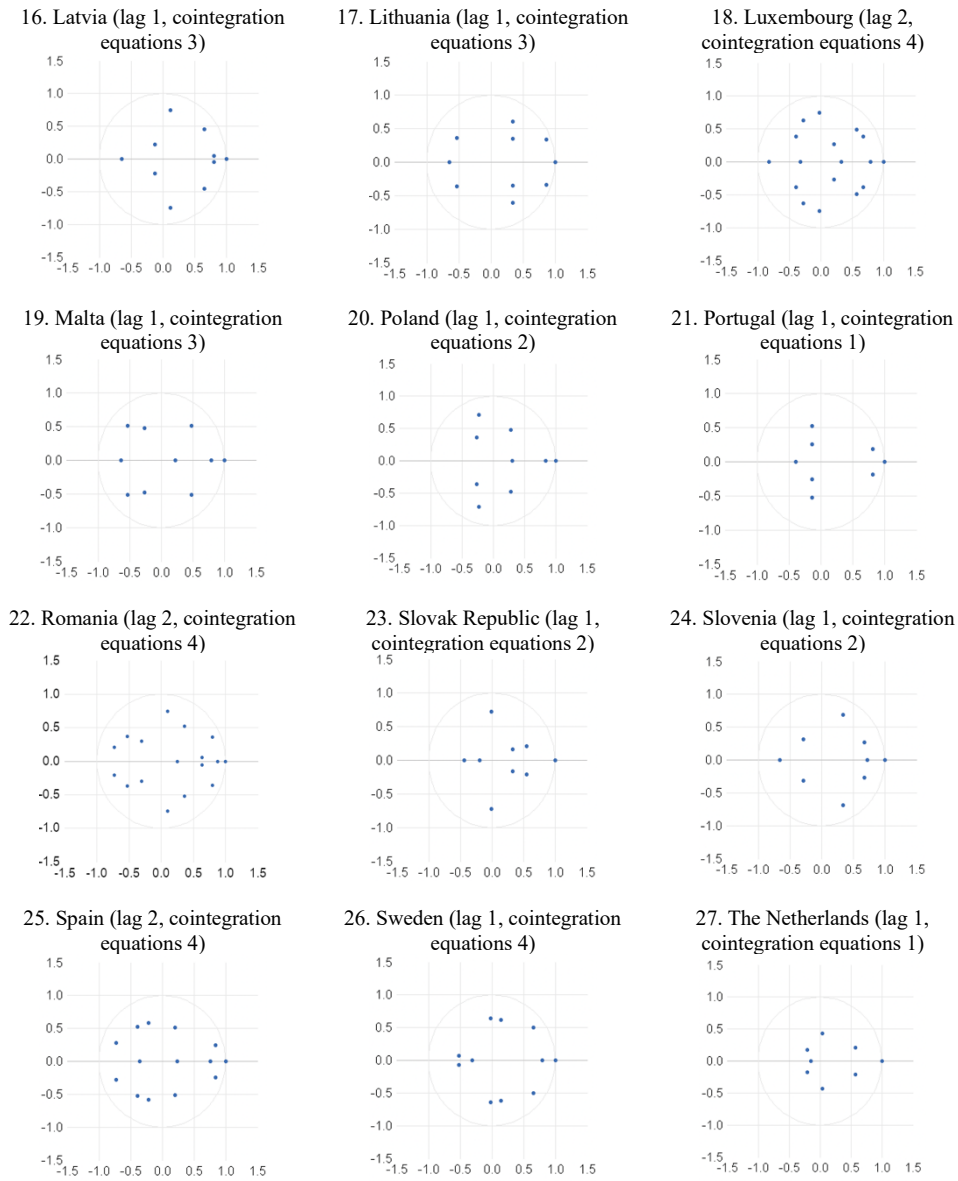 16. Latvia (lag 1, cointegration
equations 3)
1.5
1.0
0.5
0.0
-0.5
-1.0
-1.5
-1.5 -1.0 -0.5 0.0 0.5 1.0 1.5
17. Lithuania (lag 1, cointegration
equations 3)
1.5
1.0
0.5
0.0
-0.5
-1.0
-1.5
-1.5 -1.0 -0.5 0.0 0.5 1.0 1.5
18. Luxembourg (lag 2,
cointegration equations 4)
1.5
1.0
0.5
0.0
-0.5
-1.0
-1.5
-1.5 -1.0 -0.5 0.0 0.5 1.0 1.5
19. Malta (lag 1, cointegration
equations 3)
1.5
1.0
0.5
0.0
-0.5
-1.0
-1.5
-1.5 -1.0 -0.5 0.0 0.5 1.0 1.5
20. Poland (lag 1, cointegration
equations 2)
1.5
1.0
0.5
0.0
-0.5
-1.0
-1.5
-1.5 -1.0 -0.5 0.0 0.5 1.0 1.5
21. Portugal (lag 1, cointegration
equations 1)
1.5
1.0
0.5
0.0
-0.5
-1.0
-1.5
-1.5 -1.0 -0.5 0.0 0.5 1.0 1.5
22. Romania (lag 2, cointegration
equations 4)
1.5
1.0
0.5
0.0
-0.5
-1.0
-1.5
-1.5 -1.0 -0.5 0.0 0.5 1.0 1.5
23. Slovak Republic (lag 1,
cointegration equations 2)
1.5
1.0
0.5
0.0
-0.5
-1.0
-1.5
-1.5 -1.0 -0.5 0.0 0.5 1.0 1.5
24. Slovenia (lag 1, cointegration
equations 2)
1.5
1.0
0.5
0.0
-0.5
-1.0
-1.5
-1.5 -1.0 -0.5 0.0 0.5 1.0 1.5
25. Spain (lag 2, cointegration
equations 4)
1.5
1.0
0.5
0.0
-0.5
-1.0
-1.5
-1.5 -1.0 -0.5 0.0 0.5 1.0 1.5
26. Sweden (lag 1, cointegration
equations 4)
1.5
1.0
0.5
0.0
-0.5
-1.0
-1.5
-1.5 -1.0 -0.5 0.0 0.5 1.0 1.5
27. The Netherlands (lag 1,
cointegration equations 1)
1.5
1.0
0.5
0.0
-0.5
-1.0
-1.5
-1.5 -1.0 -0.5 0.0 0.5 1.0 1.5